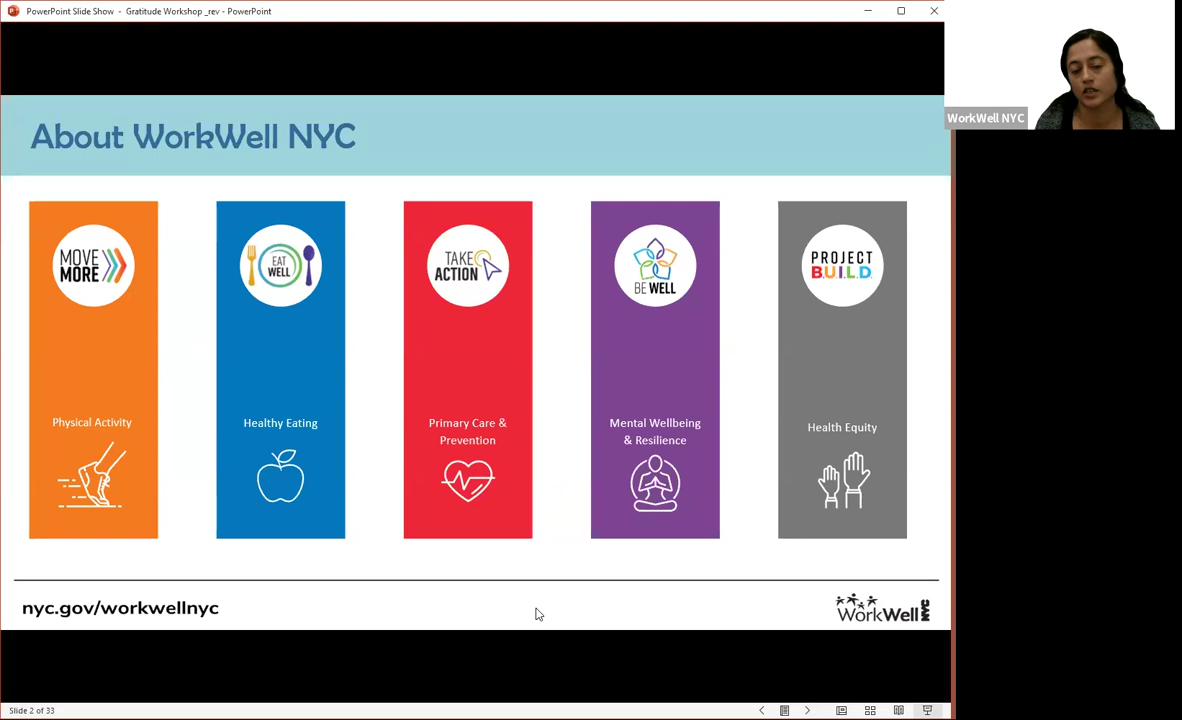 PowerPoint Slide Show - Gratitude Workshop _rev - PowerPoint
WorkWell NYC
About WorkWell NYC
MOVE
MORE
EAT
WELL
TAKE
ACTION
BE WELL
PROJECT
B.U.I.L.D.
Physical Activity
Healthy Eating
Primary Care &
Prevention
Mental Wellbeing
& Resilience
Health Equity
nyc.gov/workwellnyc
WorkWell NYC
Slide 2 of 33